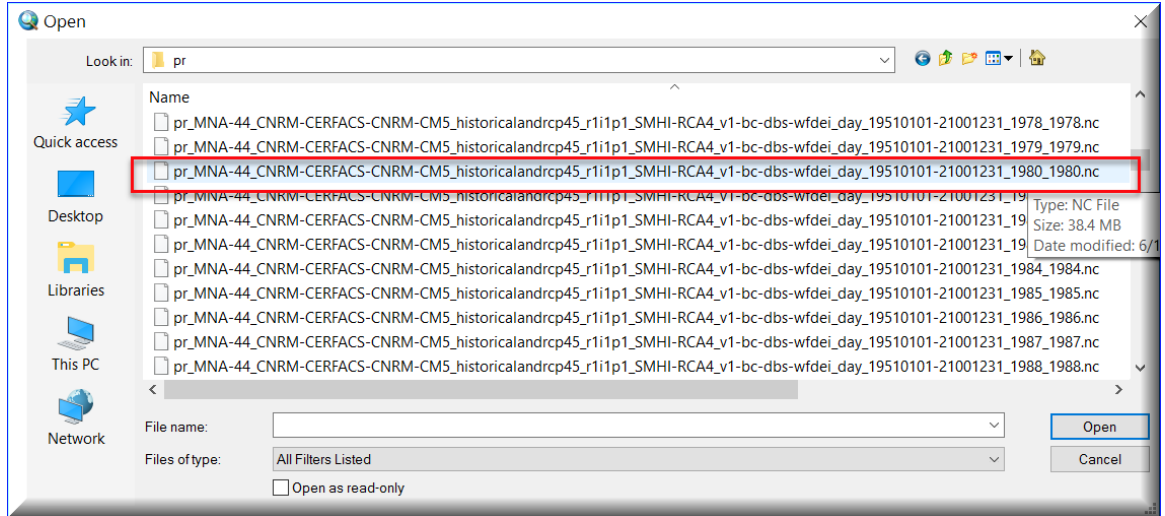 Open
Look in: pr
Name
pr_MNA-44_CNRM-CERFACS-CNRM-CM5_historicalandrcp45_r1i1p1_SMHI-RCA4_v1-bc-dbs-wfdei_day_19510101-21001231_1978_1978.nc
Quick access
pr_MNA-44_CNRM-CERFACS-CNRM-CM5_historicalandrcp45_r1i1p1_SMHI-RCA4_v1-bc-dbs-wfdei_day_19510101-21001231_1979_1979.nc
pr_MNA-44_CNRM-CERFACS-CNRM-CM5_historicalandrcp45_r1i1p1_SMHI-RCA4_v1-bc-dbs-wfdei_day_19510101-21001231_1980_1980.nc
pr_MNA-44_CNRM-CERFACS-CNRM-CM5_historicalandrcp45_r1i1p1_SMHI-RCA4_v1-bc-dbs-wfdei_day_19510101-21001231_19
Type: NC File
Desktop
pr_MNA-44_CNRM-CERFACS-CNRM-CM5_historicalandrcp45_r1i1p1_SMHI-RCA4_v1-bc-dbs-wfdei_day_19510101-21001231_19
Size: 38.4 MB
pr_MNA-44_CNRM-CERFACS-CNRM-CM5_historicalandrcp45_r1i1p1_SMHI-RCA4_v1-bc-dbs-wfdei_day_19510101-21001231_19
Date modified: 6/1
pr_MNA-44_CNRM-CERFACS-CNRM-CM5_historicalandrcp45_r1i1p1_SMHI-RCA4_v1-bc-dbs-wfdei_day_19510101-21001231_1984_1984.nc
Libraries
pr_MNA-44_CNRM-CERFACS-CNRM-CM5_historicalandrcp45_r1i1p1_SMHI-RCA4_v1-bc-dbs-wfdei_day_19510101-21001231_1985_1985.nc
pr_MNA-44_CNRM-CERFACS-CNRM-CM5_historicalandrcp45_r1i1p1_SMHI-RCA4_v1-bc-dbs-wfdei_day_19510101-21001231_1986_1986.nc
pr_MNA-44_CNRM-CERFACS-CNRM-CM5_historicalandrcp45_r1i1p1_SMHI-RCA4_v1-bc-dbs-wfdei_day_19510101-21001231_1987_1987.nc
This PC
pr_MNA-44_CNRM-CERFACS-CNRM-CM5_historicalandrcp45_r1i1p1_SMHI-RCA4_v1-bc-dbs-wfdei_day_19510101-21001231_1988_1988.nc
Network
File name:
Open
Files of type: All Filters Listed
Cancel
Open as read-only